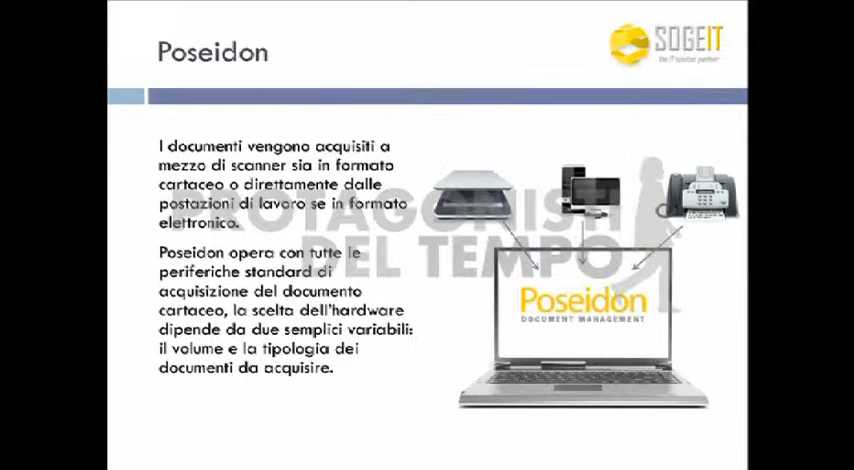 Poseidon
SOGEIT
the IT solution partner
I documenti vengono acquisiti a
mezzo di scanner sia in formato
cartaceo o direttamente dalle
postazioni di lavoro se in formato
elettronico.
Poseidon opera con tutte le
periferiche standard di
acquisizione del documento
cartaceo, la scelta dell'hardware
dipende da due semplici variabili:
il volume e la tipologia dei
documenti da acquisire.
PROTAGONISTI
DEL TEMPO
Poseidon
DOCUMENT MANAGEMENT